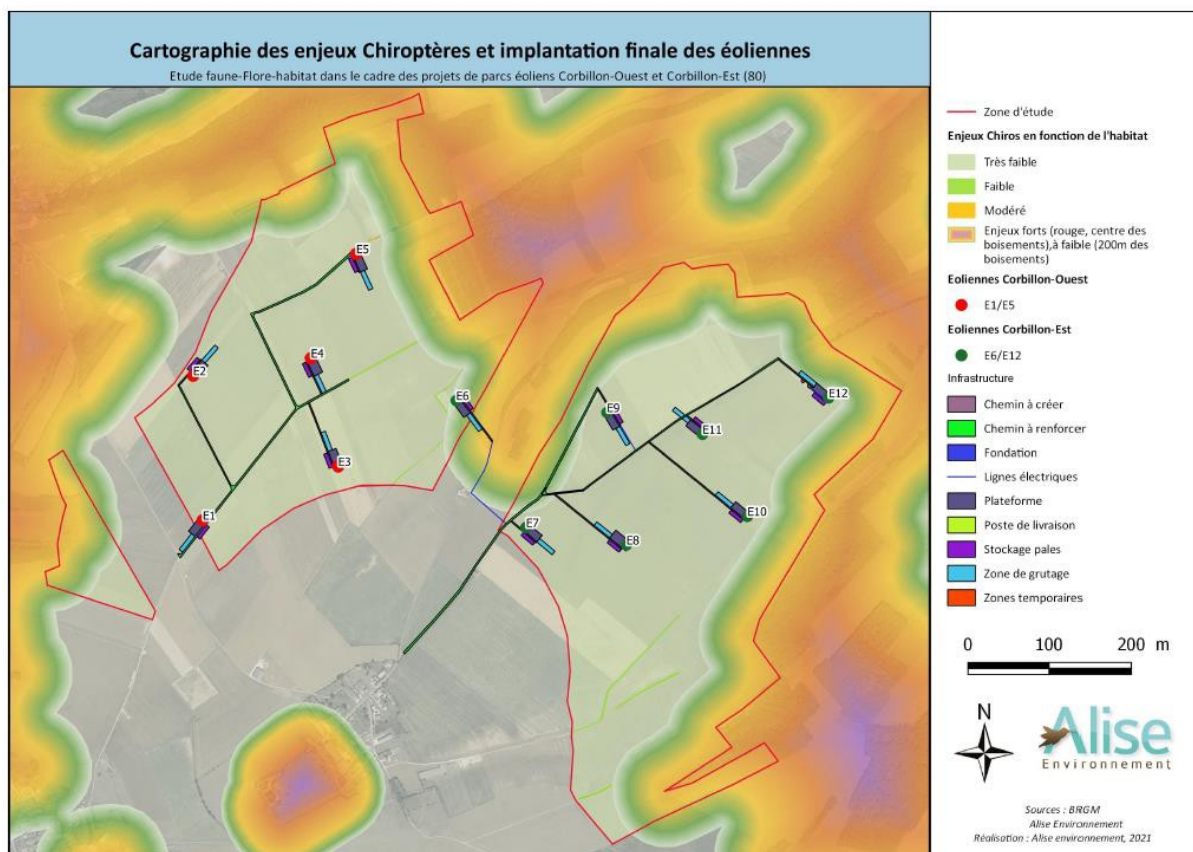 Cartographie des enjeux Chiroptères et implantation finale des éoliennes
Etude faune-Flore-habitat dans le cadre des projets de parcs éoliens Corbillon-Ouest et Corbillon-Est (80)
E5
E4
E2
E6
E12
E9
E11
E3
E1
E10
E7
E8
Zone d'étude
Enjeux Chiros en fonction de l'habitat
Très faible
Faible
Modéré
Enjeux forts (rouge, centre des
boisements),à faible (200m des
boisements)
Eoliennes Corbillon-Ouest
E1/E5
Eoliennes Corbillon-Est
E6/E12
Infrastructure
Chemin à créer
Chemin à renforcer
Fondation
Lignes électriques
Plateforme
Poste de livraison
Stockage pales
Zone de grutage
Zones temporaires
0 100 200 m
N
Alise
Environnement
Sources : BRGM
Alise Environnement
Réalisation : Alise environnement, 2021